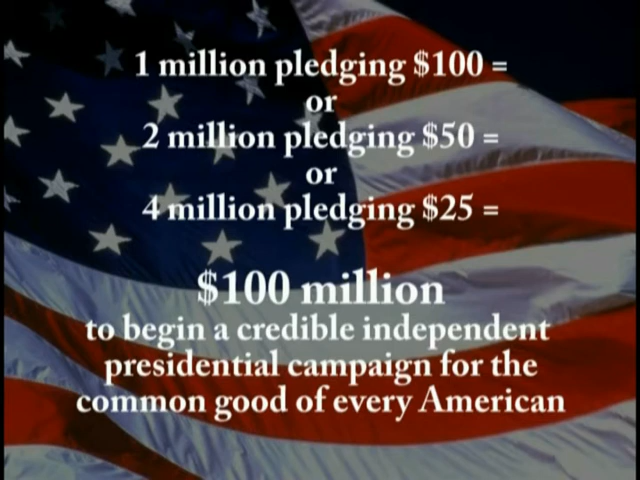 1 million pledging $100 =
or
2 million pledging $50 =
or
4 million pledging $25 =
$100 million
to begin a credible independent
presidential campaign for the
common good of every American